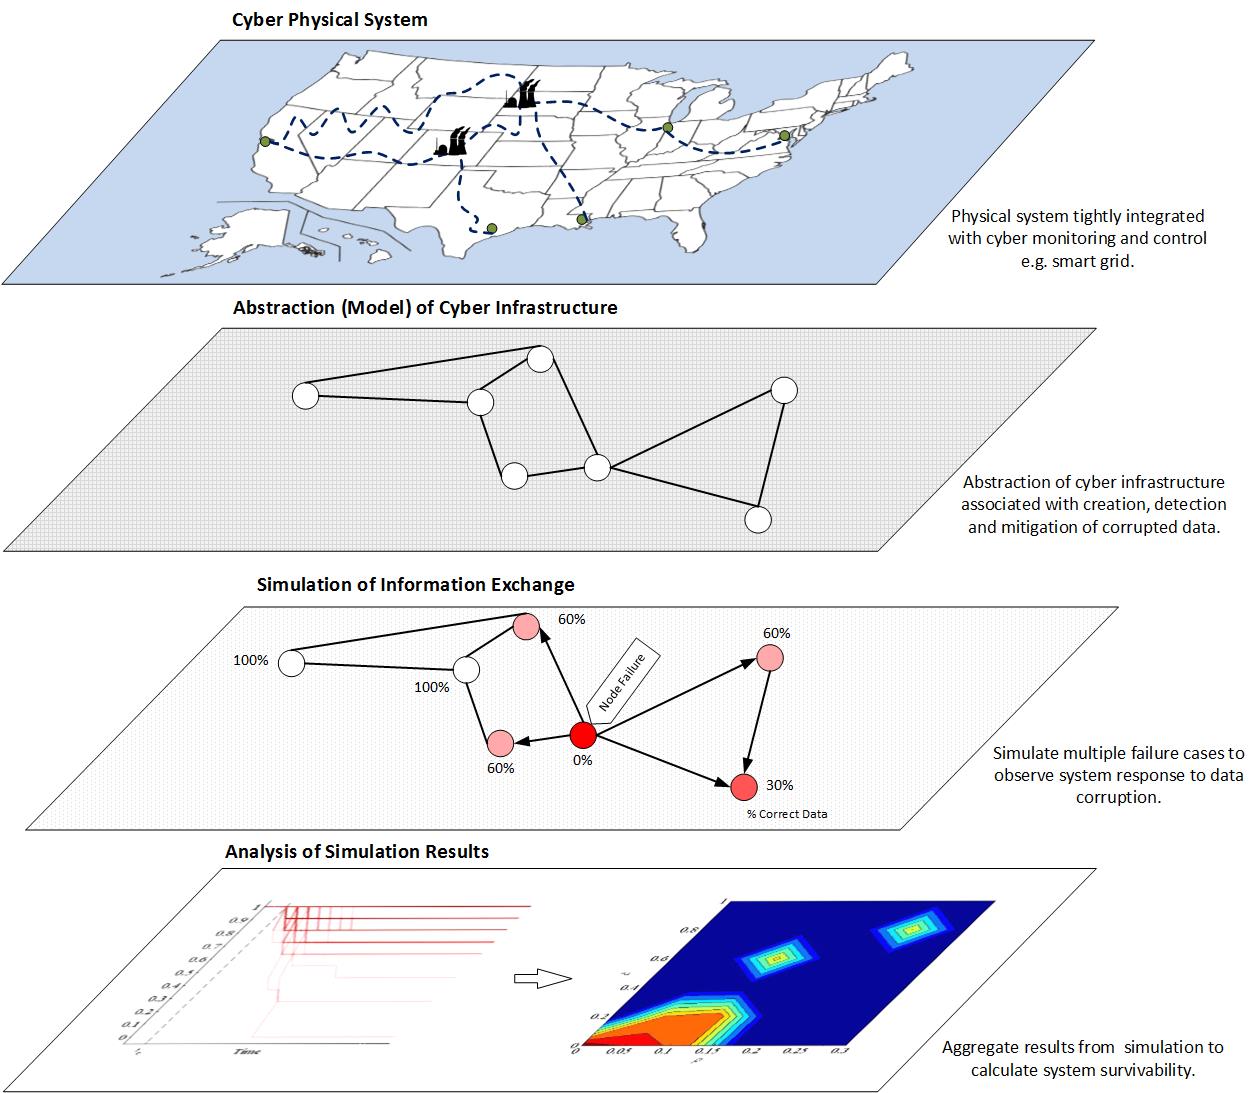 Cyber Physical System
Physical system tightly integrated
with cyber monitoring and control
e.g. smart grid.
Abstraction (Model) of Cyber Infrastructure
Abstraction of cyber infrastructure
associated with creation, detection
and mitigation of corrupted data.
Simulation of Information Exchange
60%
60%
100%
100%
Node Failure
60%
0%
30%
% Correct Data
Simulate multiple failure cases to
observe system response to data
corruption.
Analysis of Simulation Results
1
0.9
0.8
0.7
0.6
0.5
0.4
0.3
0.2
0.1
0
Time
1
0.8
0.6
0.4
0.2
0
0 0.05 0.1 0.15 0.2 0.25 0.3
Aggregate results from simulation to
calculate system survivability.